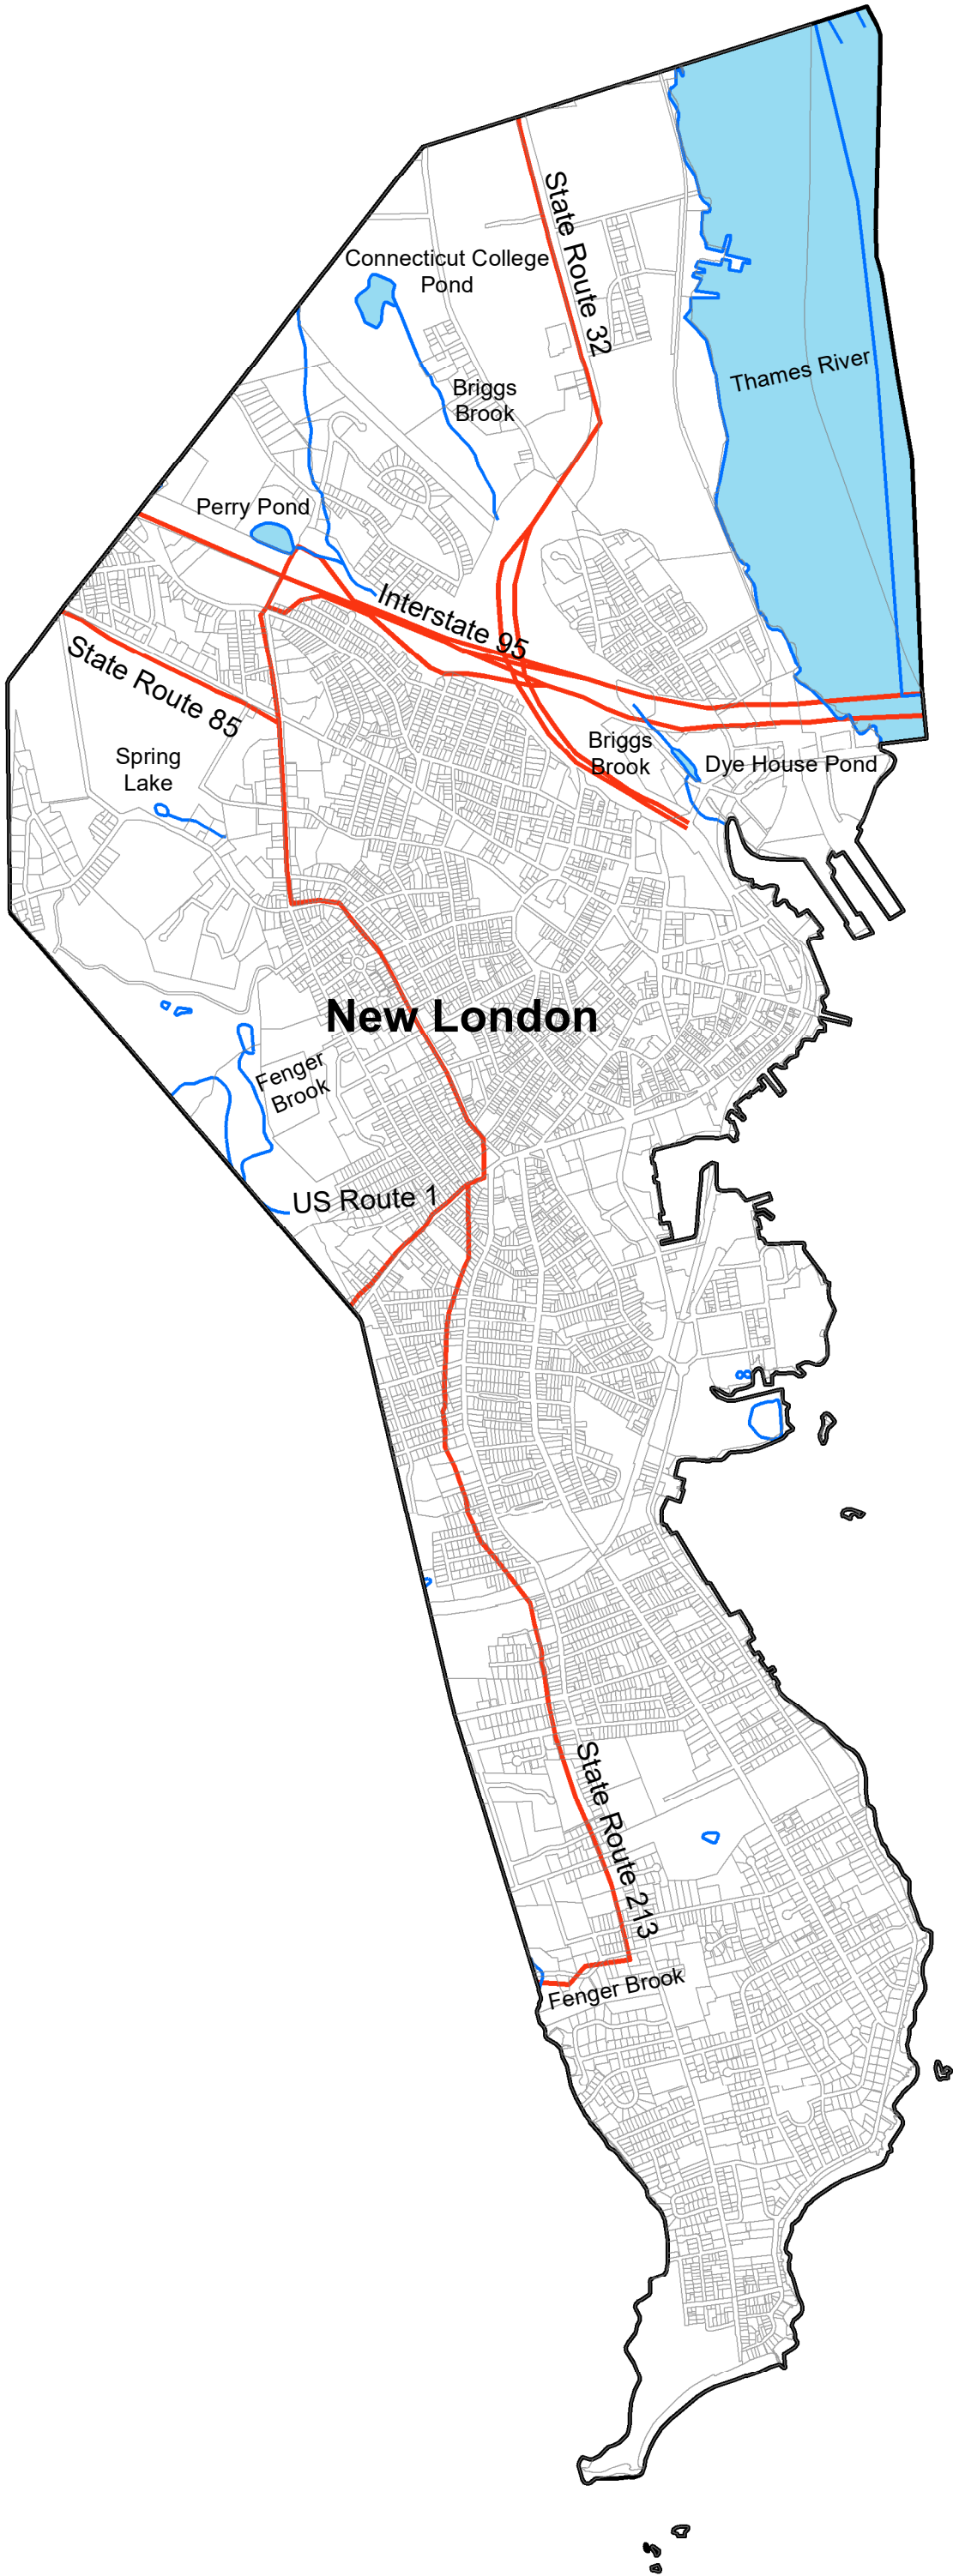 State Route 32
Connecticut College
Pond
Thames River
Briggs
Brook
Perry Pond
Interstate 95
State Route 85
Briggs
Brook
Dye House Pond
Spring
Lake
New London
Fenger
Brook
US Route 1
State Route 213
Fenger Brook